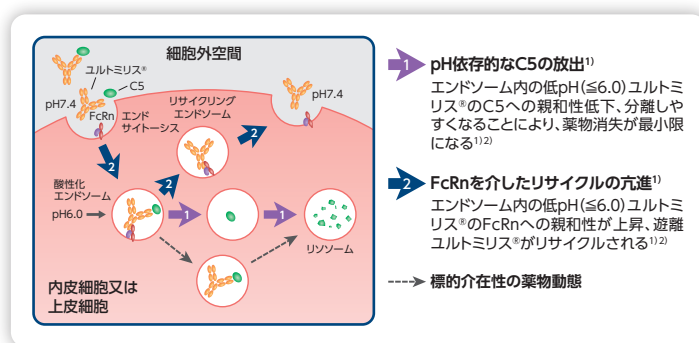 細胞外空間
ユルトミリス®
C5
pH7.4
FcRn
エンド
サイトーシス
リサイクリング
エンドソーム
pH7.4
2
2
2
酸性化
エンドソーム
pH6.0
1
1
リソソーム
内皮細胞又は
上皮細胞
1 pH依存的なC5の放出1)
エンドソーム内の低pH(≦6.0)ユルトミ
リス®のC5への親和性低下、分離しや
すくなることにより、薬物消失が最小限
になる1)2)
2 FcRnを介したリサイクルの亢進1)
エンドソーム内の低pH(≦6.0)ユルトミ
リス®のFcRnへの親和性が上昇、遊離
ユルトミリス®がリサイクルされる1)2)
標的介在性の薬物動態